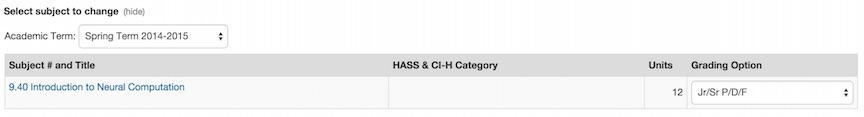 Select subject to change (hide)
Academic Term: Spring Term 2014-2015
Subject # and Title HASS & CI-H Category Units Grading Option
9.40 Introduction to Neural Computation 12 Jr/Sr P/D/F